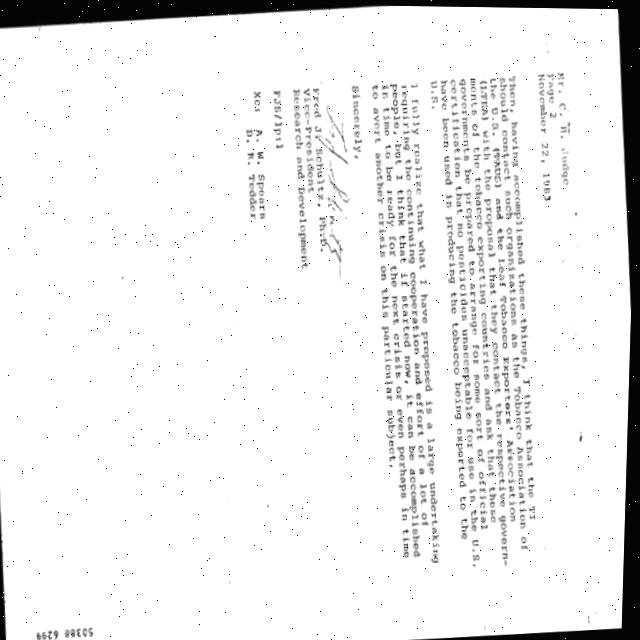 Mr. C. H. Judge
Page 2
November 22, 1983
Then, having accomplished these things, I think that the TI
should contact such organizations as the Tobacco Association of
the U.S. (TAUS) and the Leaf Tobacco Exporters' Association
(LTEA) with the proposal that they contact the respective govern-
ments of the tobacco exporting countries and ask that these
governments be prepared to arrange for some sort of official
certification that no pesticides unacceptable for use in the U.S.
have been used in producing the tobacco being exported to the
U.S.
I fully realize that what I have proposed is a large undertaking
requiring the continuing cooperation and effort of a lot of
people, but I think that if started now, it can be accomplished
in time to be ready for the next crisis or even perhaps in time
to avert another crisis on this particular subject.
Sincerely,
Fred J. Schultz, Ph.D.
Vice-President
Research and Development
FJS/lp:l
xc: A. W. Spears
D. R. Tedder
50388 6299